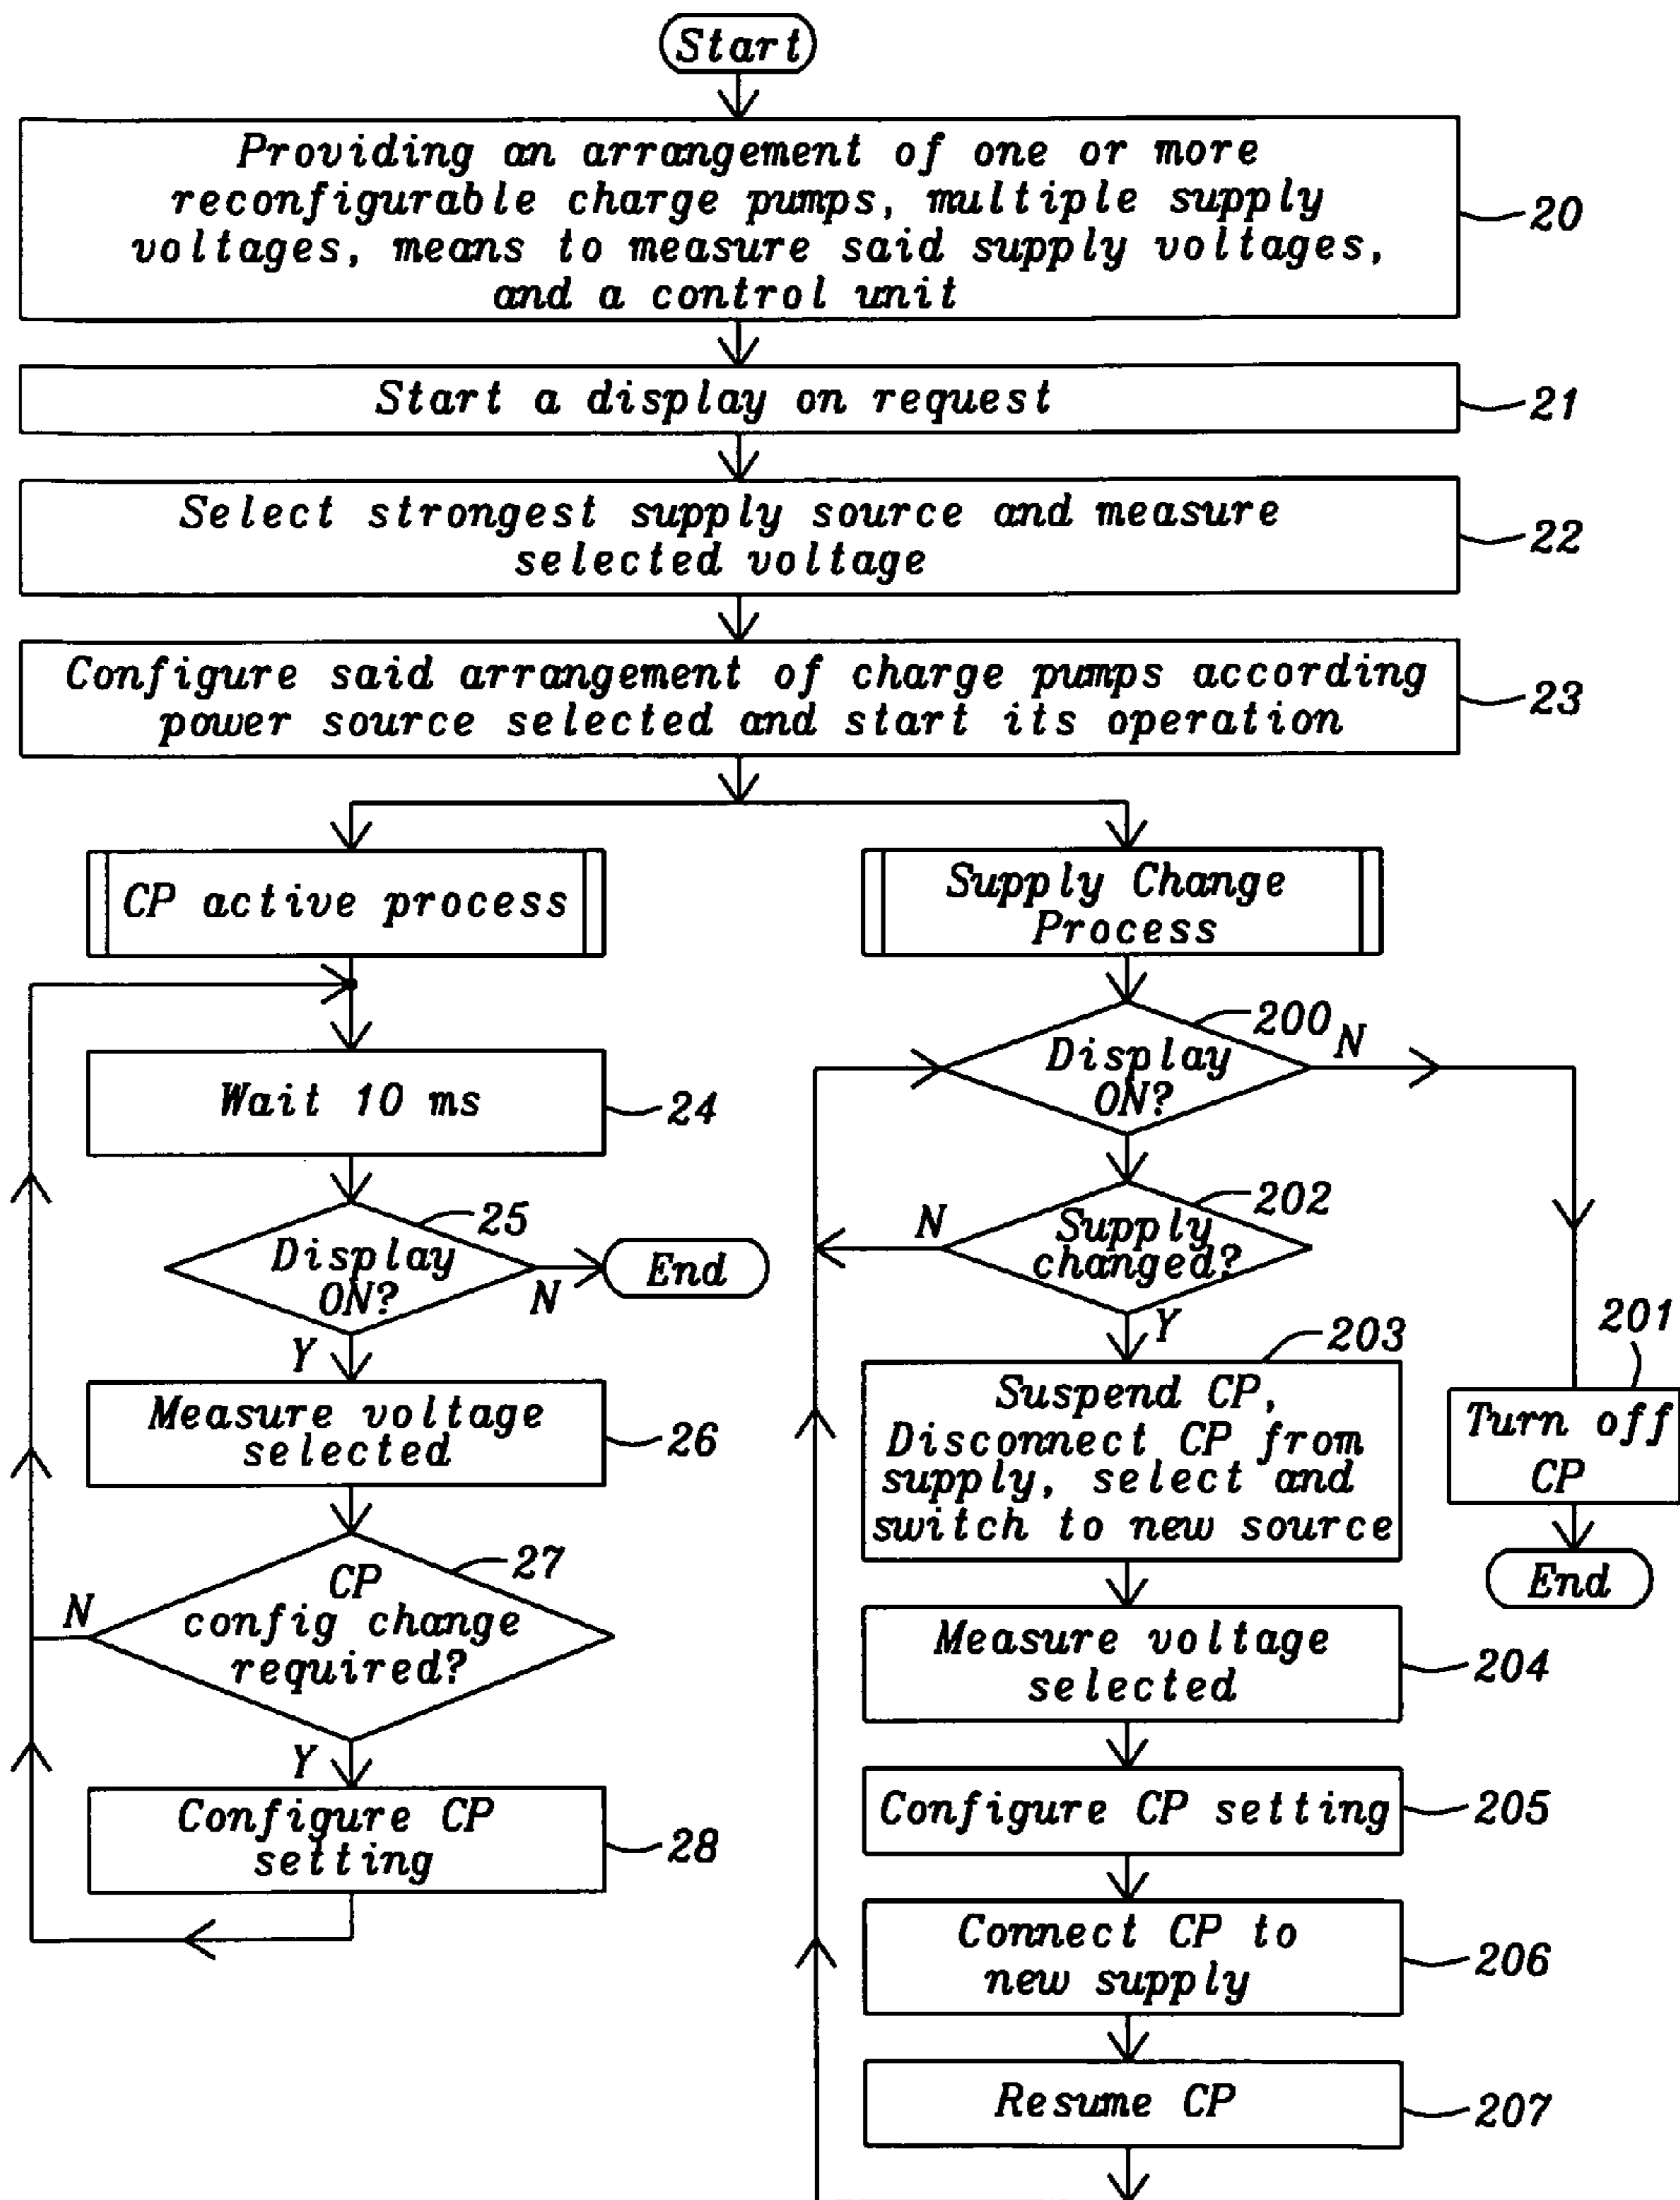 Start
Providing an arrangement of one or more
reconfigurable charge pumps, multiple supply
voltages, means to measure said supply voltages,
and a control unit
20
Start a display on request
21
Select strongest supply source and measure
selected voltage
22
Configure said arrangement of charge pumps according
power source selected and start its operation
23
CP active process
Wait 10 ms
24
Display
ON?
25
N
End
Y
Measure voltage
selected
26
CP
config change
required?
27
N
Y
Configure CP
setting
28
Supply Change
Process
Display
ON?
200
N
Supply
changed?
202
N
Y
201
Turn off
CP
End
203
Suspend CP,
Disconnect CP from
supply, select and
switch to new source
Measure voltage
selected
204
Configure CP setting
205
Connect CP to
new supply
206
Resume CP
207